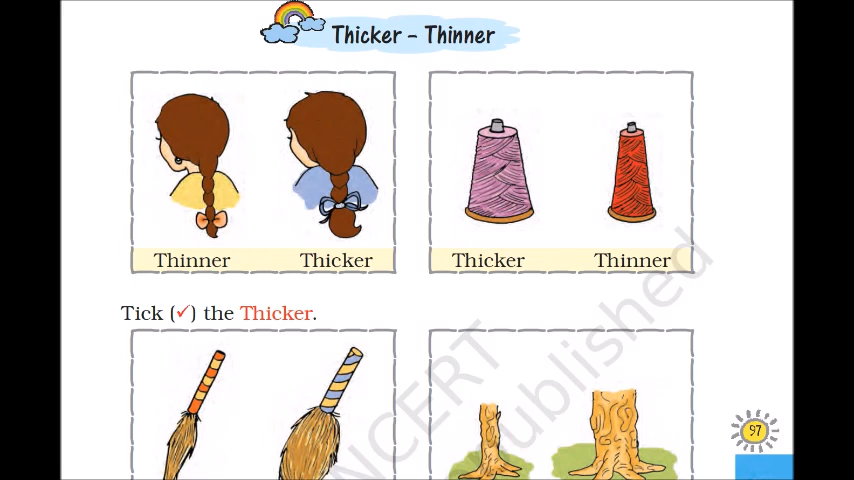 Thicker – Thinner
Thinner Thicker
Thicker Thinner
Tick (✓) the Thicker.
NCERT
published
97